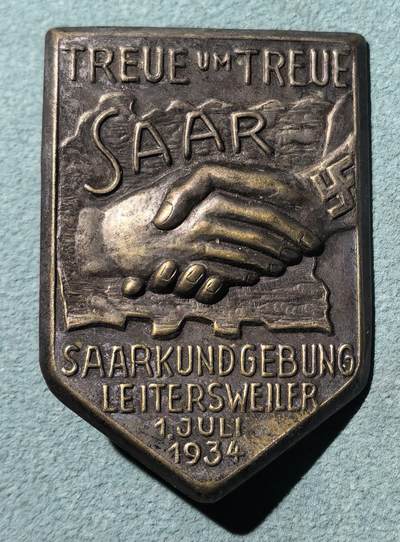 TREUE UM TREUE
SAAR
SAARKUNDGEBUNG
LEITERSWEILER
1. JULI
1934